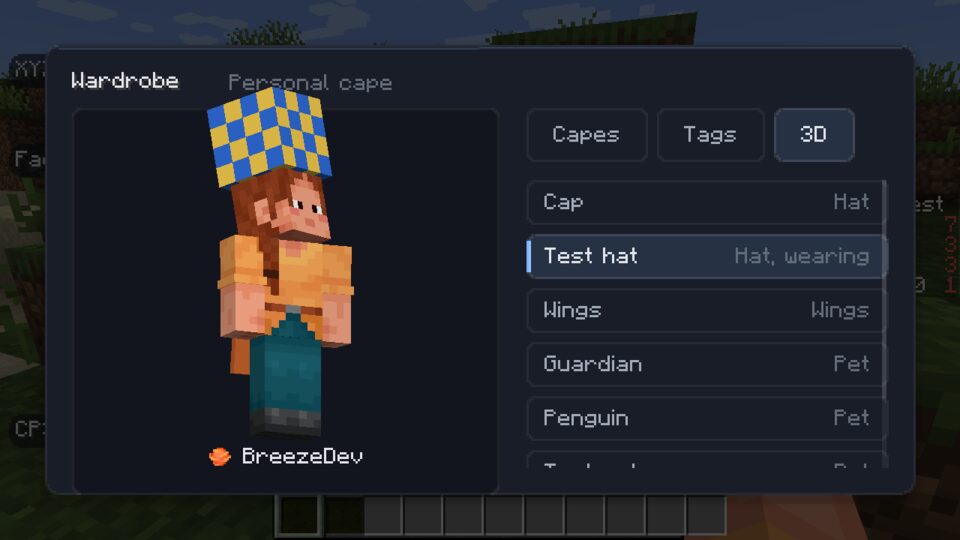 Wardrobe
Personal cape
Capes
Tags
3D
Cap
Hat
Test hat
Hat, wearing
Wings
Wings
Guardian
Pet
Penguin
Pet
BreezeDev